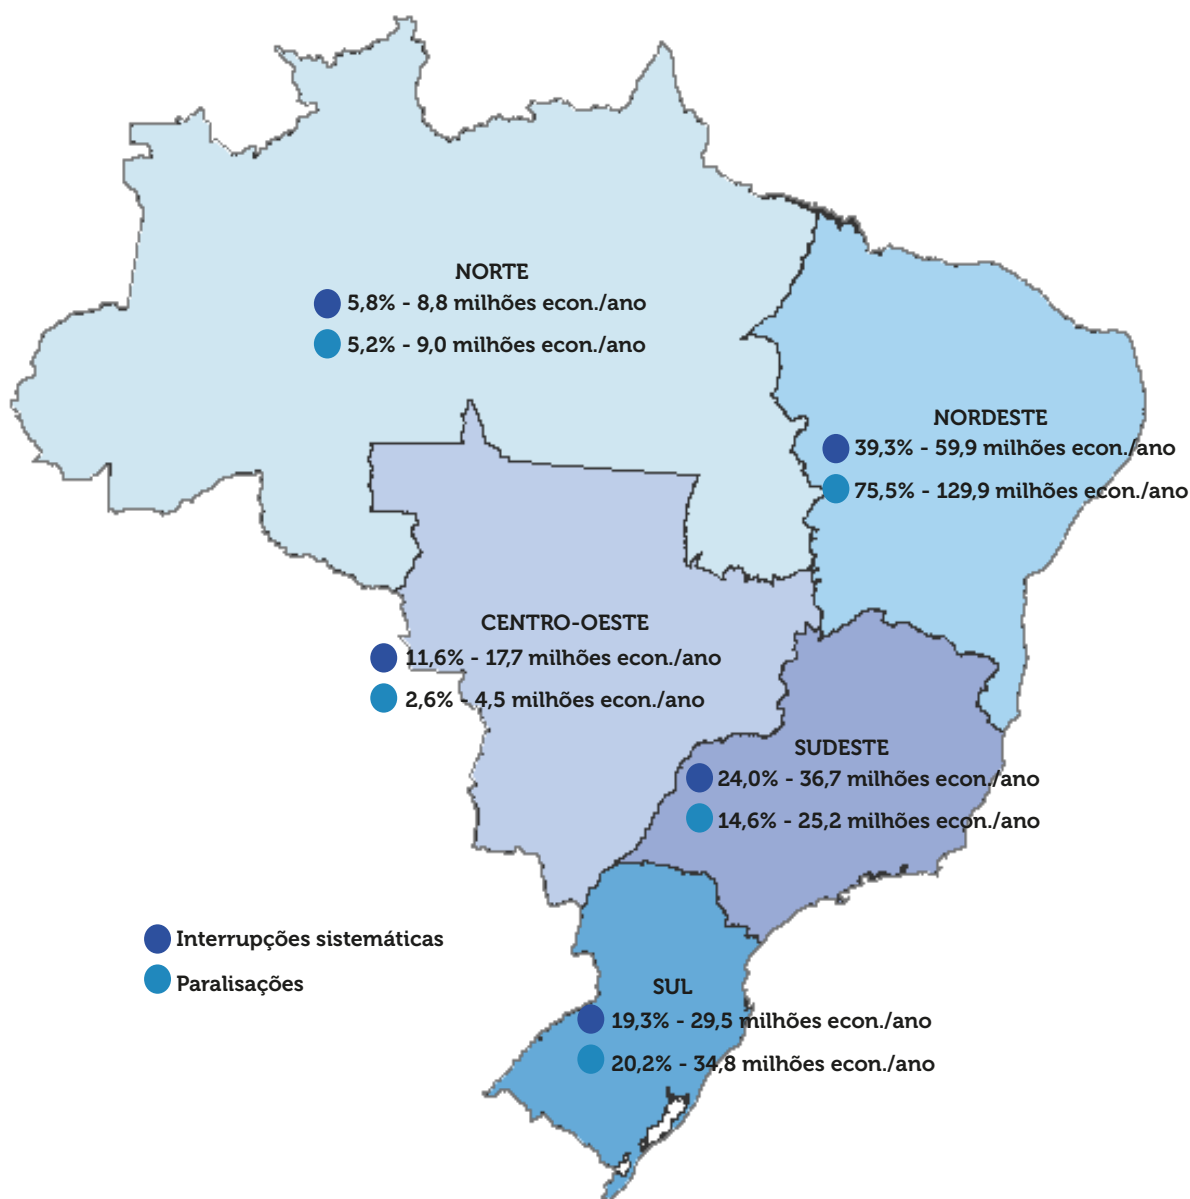 NORTE
5,8% - 8,8 milhões econ./ano
5,2% - 9,0 milhões econ./ano
NORDESTE
39,3% - 59,9 milhões econ./ano
75,5% - 129,9 milhões econ./ano
CENTRO-OESTE
11,6% - 17,7 milhões econ./ano
2,6% - 4,5 milhões econ./ano
SUDESTE
24,0% - 36,7 milhões econ./ano
14,6% - 25,2 milhões econ./ano
Interrupções sistemáticas
Paralisações
SUL
19,3% - 29,5 milhões econ./ano
20,2% - 34,8 milhões econ./ano